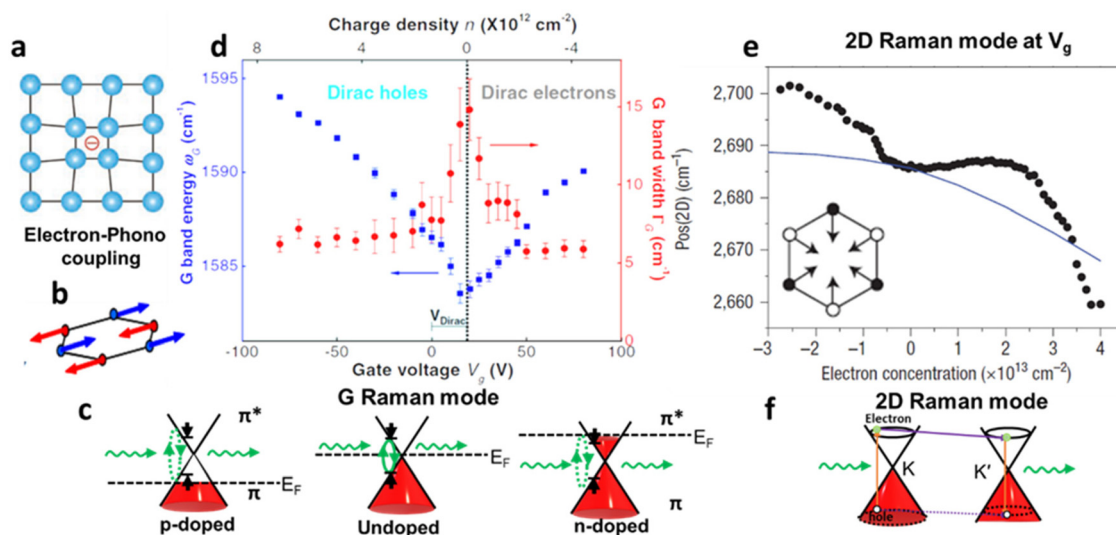 a
Electron-Phono
coupling
b
d
Charge density n (X10¹² cm⁻²)
8 4 0 -4
1595
1590
1585
G band energy ω_G (cm⁻¹)
Dirac holes
Dirac electrons
15
10
5
0
G band width Γ_G (cm⁻¹)
V_Dirac
-100 -50 0 50 100
Gate voltage V_g (V)
e
2D Raman mode at V_g
2,700
2,690
2,680
2,670
2,660
Pos(2D) (cm⁻¹)
−3 −2 −1 0 1 2 3 4
Electron concentration (×10¹³ cm⁻²)
c
G Raman mode
π*
π
E_F
p-doped
E_F
Undoped
π*
E_F
π
n-doped
f
2D Raman mode
Electron
K
K′
hole